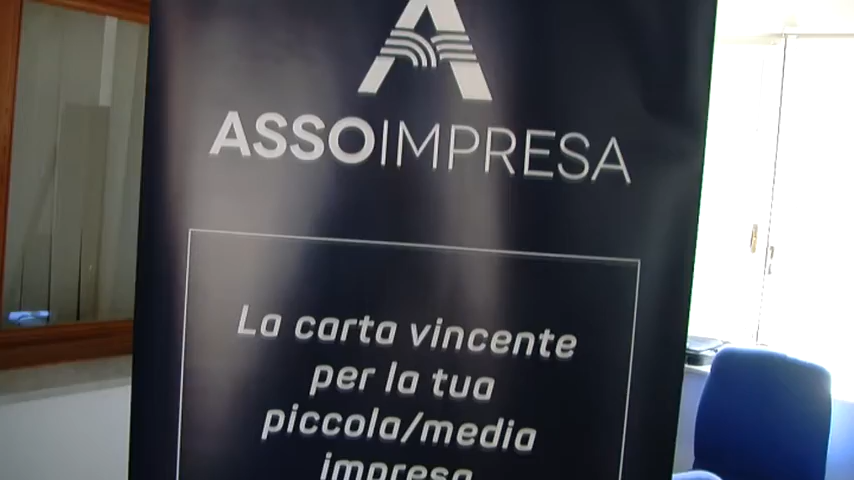 ASSOIMPRESA
La carta vincente
per la tua
piccola/media
impresa